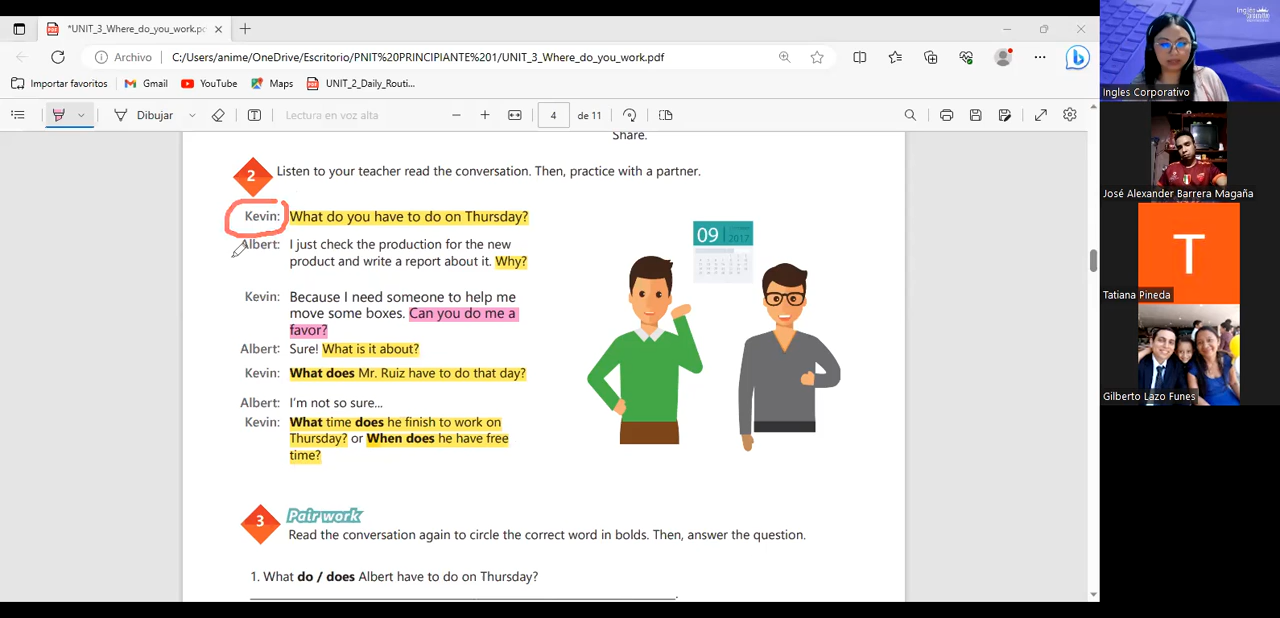 *UNIT_3_Where_do_you_work.pdf
Archivo
C:/Users/anime/OneDrive/Escritorio/PNIT%20PRINCIPIANTE%201/UNIT_3_Where_do_you_work.pdf
Importar favoritos
Gmail
YouTube
Maps
UNIT_2_Daily_Routi...
Dibujar
Lectura en voz alta
4
de 11
Share.
2
Listen to your teacher read the conversation. Then, practice with a partner.
Kevin: What do you have to do on Thursday?
Albert: I just check the production for the new
product and write a report about it. Why?
Kevin: Because I need someone to help me
move some boxes. Can you do me a
favor?
Albert: Sure! What is it about?
Kevin: What does Mr. Ruiz have to do that day?
Albert: I'm not so sure...
Kevin: What time does he finish to work on
Thursday? or When does he have free
time?
09
2017
3
Pair work
Read the conversation again to circle the correct word in bolds. Then, answer the question.
1. What do / does Albert have to do on Thursday?
Ingles Corporativo
José Alexander Barrera Magaña
T
Tatiana Pineda
Gilberto Lazo Funes